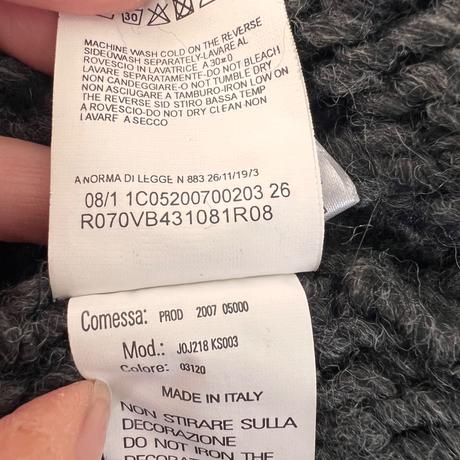 30
MACHINE WASH COLD ON THE REVERSE
SIDE@WASH SEPARATELY-LAVARE AL
ROVESCIO IN LAVATRICE A 30¤0
LAVARE SEPARATAMENTE-DO NOT BLEACH
NON CANDEGGIARE-O NOT TUMBLE DRY
NON ASCIUGARE A TAMBURO-IRON LOW ON
THE REVERSE SID STIRO BASSA TEMP
A ROVESCIO-DO NOT DRY CLEAN-NON
LAVARE A SECCO
A NORMA DI LEGGE N 883 26/11/19/3
08/1 1C05200700203 26
R070VB431081R08
Comessa: PROD 2007 05000
Mod.: J0J218 KS003
Colore: 03120
MADE IN ITALY
NON STIRARE SULLA
DECORAZIONE
DO NOT IRON THE